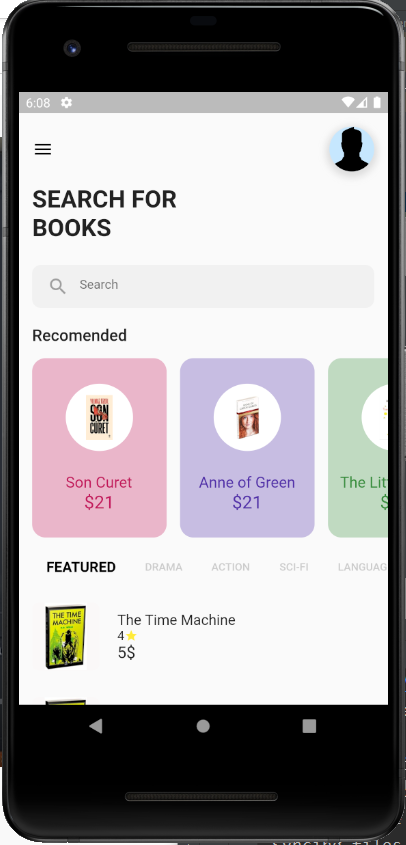 6:08
SEARCH FOR
BOOKS
Search
Recomended
SON
CURET
Son Curet
$21
Anne of Green
$21
The Lit
$
FEATURED
DRAMA
ACTION
SCI-FI
LANGUAG
THE TIME
MACHINE
The Time Machine
4
5$